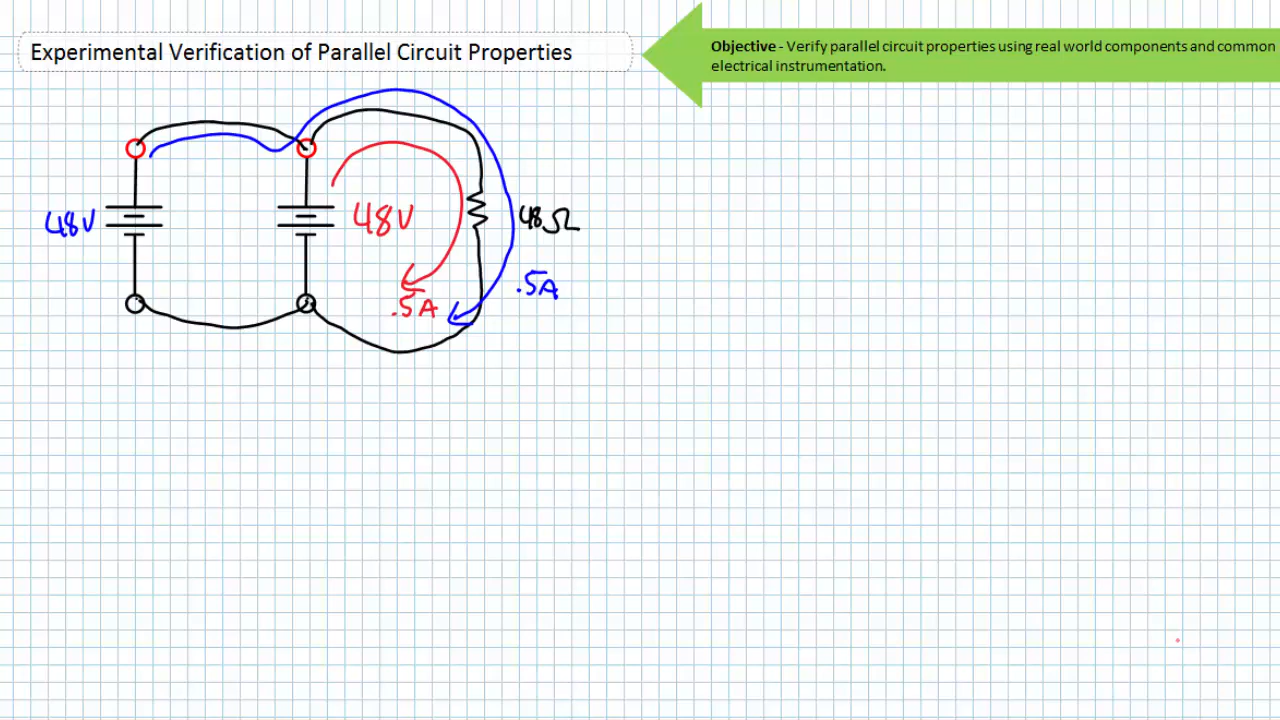 Experimental Verification of Parallel Circuit Properties
Objective - Verify parallel circuit properties using real world components and common
electrical instrumentation.
48V
48V
48Ω
.5A
.5A